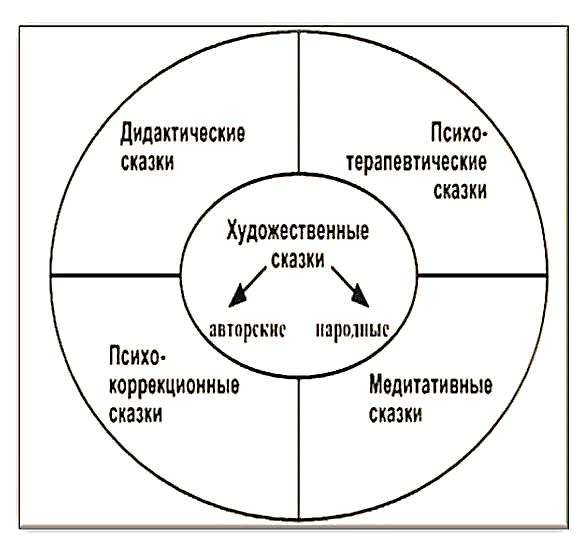 Дидактические
сказки
Психо-
терапевтические
сказки
Художественные
сказки
авторские народные
Психо-
коррекционные
сказки
Медитативные
сказки